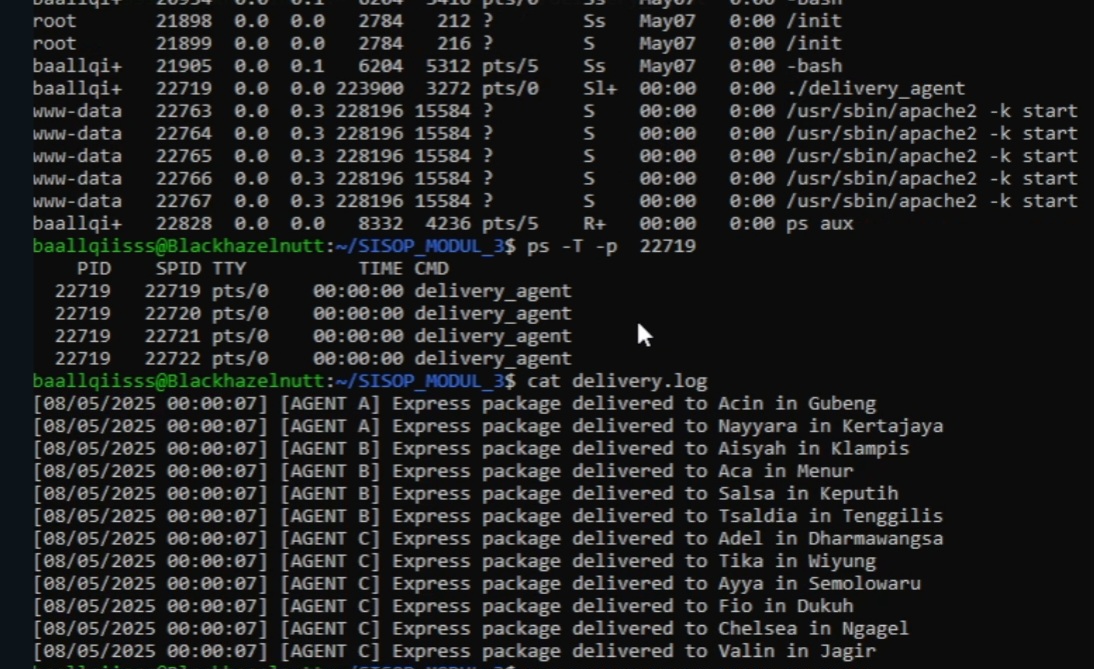 baallqi+ 20954 0.0 0.1 6204 5416 pts/0 Ss May07 0:00 -bash
root 21898 0.0 0.0 2784 212 ? Ss May07 0:00 /init
root 21899 0.0 0.0 2784 216 ? S May07 0:00 /init
baallqi+ 21905 0.0 0.1 6204 5312 pts/5 Ss May07 0:00 -bash
baallqi+ 22719 0.0 0.0 223900 3272 pts/0 Sl+ 00:00 0:00 ./delivery_agent
www-data 22763 0.0 0.3 228196 15584 ? S 00:00 0:00 /usr/sbin/apache2 -k start
www-data 22764 0.0 0.3 228196 15584 ? S 00:00 0:00 /usr/sbin/apache2 -k start
www-data 22765 0.0 0.3 228196 15584 ? S 00:00 0:00 /usr/sbin/apache2 -k start
www-data 22766 0.0 0.3 228196 15584 ? S 00:00 0:00 /usr/sbin/apache2 -k start
www-data 22767 0.0 0.3 228196 15584 ? S 00:00 0:00 /usr/sbin/apache2 -k start
baallqi+ 22828 0.0 0.0 8332 4236 pts/5 R+ 00:00 0:00 ps aux
baallqiisss@Blackhazelnutt:~/SISOP_MODUL_3$ ps -T -p 22719
PID SPID TTY TIME CMD
22719 22719 pts/0 00:00:00 delivery_agent
22719 22720 pts/0 00:00:00 delivery_agent
22719 22721 pts/0 00:00:00 delivery_agent
22719 22722 pts/0 00:00:00 delivery_agent
baallqiisss@Blackhazelnutt:~/SISOP_MODUL_3$ cat delivery.log
[08/05/2025 00:00:07] [AGENT A] Express package delivered to Acin in Gubeng
[08/05/2025 00:00:07] [AGENT A] Express package delivered to Nayyara in Kertajaya
[08/05/2025 00:00:07] [AGENT B] Express package delivered to Aisyah in Klampis
[08/05/2025 00:00:07] [AGENT B] Express package delivered to Aca in Menur
[08/05/2025 00:00:07] [AGENT B] Express package delivered to Salsa in Keputih
[08/05/2025 00:00:07] [AGENT B] Express package delivered to Tsaldia in Tenggilis
[08/05/2025 00:00:07] [AGENT C] Express package delivered to Adel in Dharmawangsa
[08/05/2025 00:00:07] [AGENT C] Express package delivered to Tika in Wiyung
[08/05/2025 00:00:07] [AGENT C] Express package delivered to Ayya in Semolowaru
[08/05/2025 00:00:07] [AGENT C] Express package delivered to Fio in Dukuh
[08/05/2025 00:00:07] [AGENT C] Express package delivered to Chelsea in Ngagel
[08/05/2025 00:00:07] [AGENT C] Express package delivered to Valin in Jagir